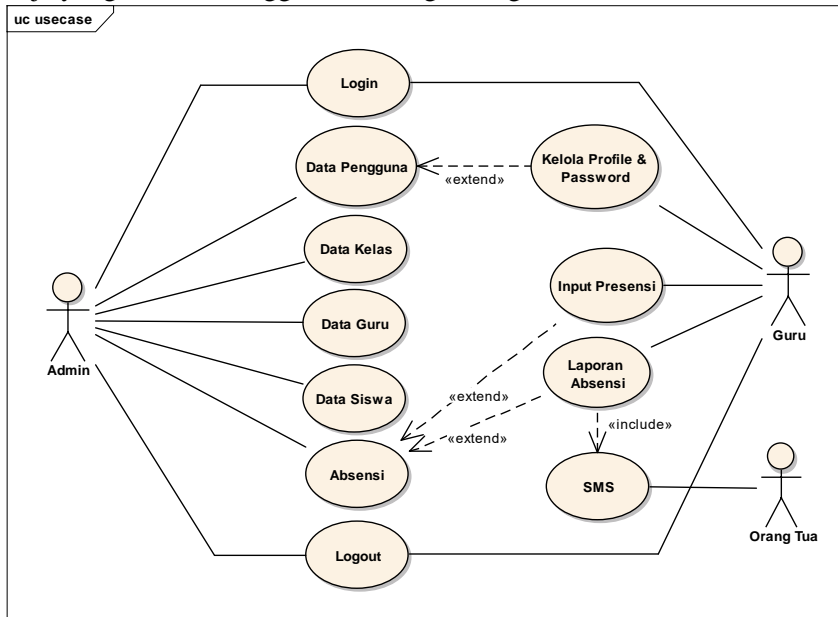 uc usecase
Login
Data Pengguna
«extend»
Kelola Profile &
Password
Data Kelas
Input Presensi
Admin
Data Guru
Guru
Laporan
Absensi
Data Siswa
«extend»
«extend»
«include»
Absensi
SMS
Orang Tua
Logout